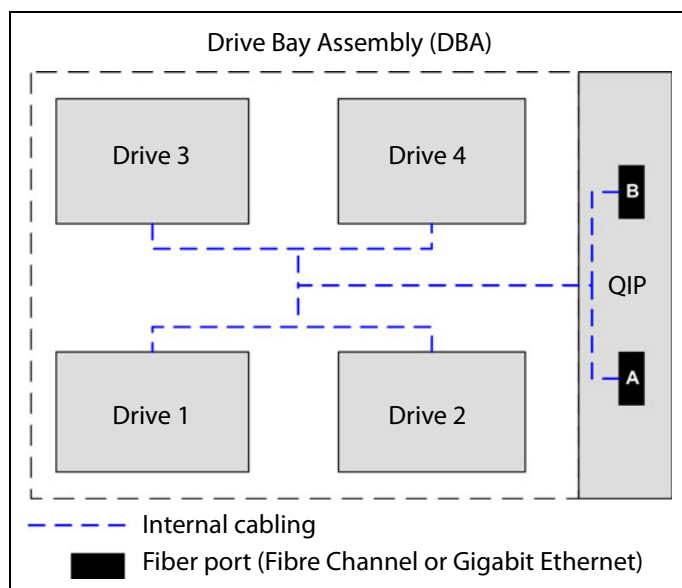 Drive Bay Assembly (DBA)
Drive 3
Drive 4
B
QIP
A
Drive 1
Drive 2
Internal cabling
Fiber port (Fibre Channel or Gigabit Ethernet)